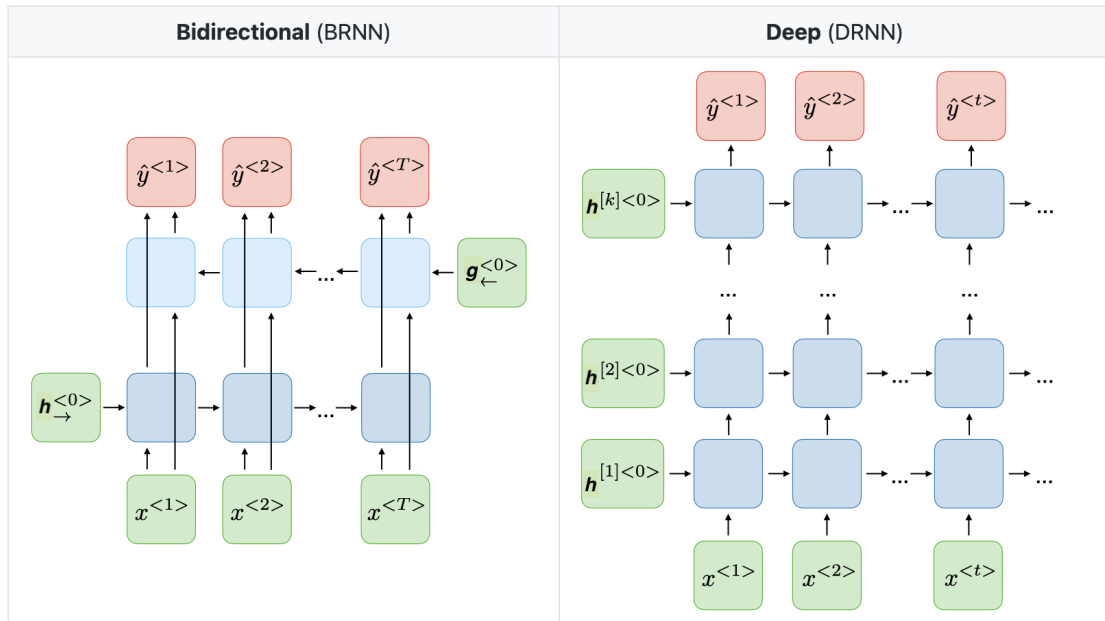 Bidirectional (BRNN)
ŷ<1> ŷ<2> ŷ<T>
... g←<0>
h→<0> ...
x<1> x<2> x<T>
Deep (DRNN)
ŷ<1> ŷ<2> ŷ<t>
h[k]<0> ... ...
... ... ...
h[2]<0> ... ...
h[1]<0> ... ...
x<1> x<2> x<t>